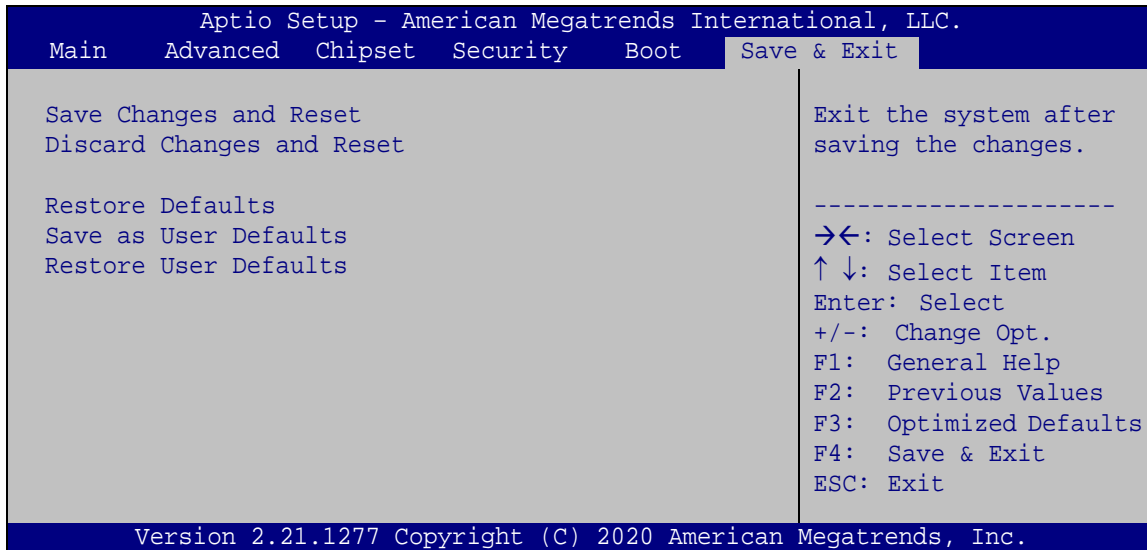 Aptio Setup – American Megatrends International, LLC.
Main Advanced Chipset Security Boot Save & Exit
Save Changes and Reset
Discard Changes and Reset
Restore Defaults
Save as User Defaults
Restore User Defaults
Exit the system after
saving the changes.
---------------------
→←: Select Screen
↑ ↓: Select Item
Enter: Select
+/-: Change Opt.
F1: General Help
F2: Previous Values
F3: Optimized Defaults
F4: Save & Exit
ESC: Exit
Version 2.21.1277 Copyright (C) 2020 American Megatrends, Inc.